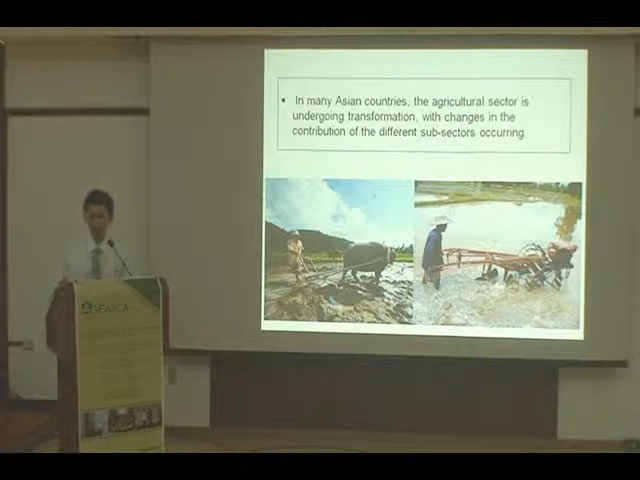 • In many Asian countries, the agricultural sector is
undergoing transformation, with changes in the
contribution of the different sub-sectors occurring
SEARCA